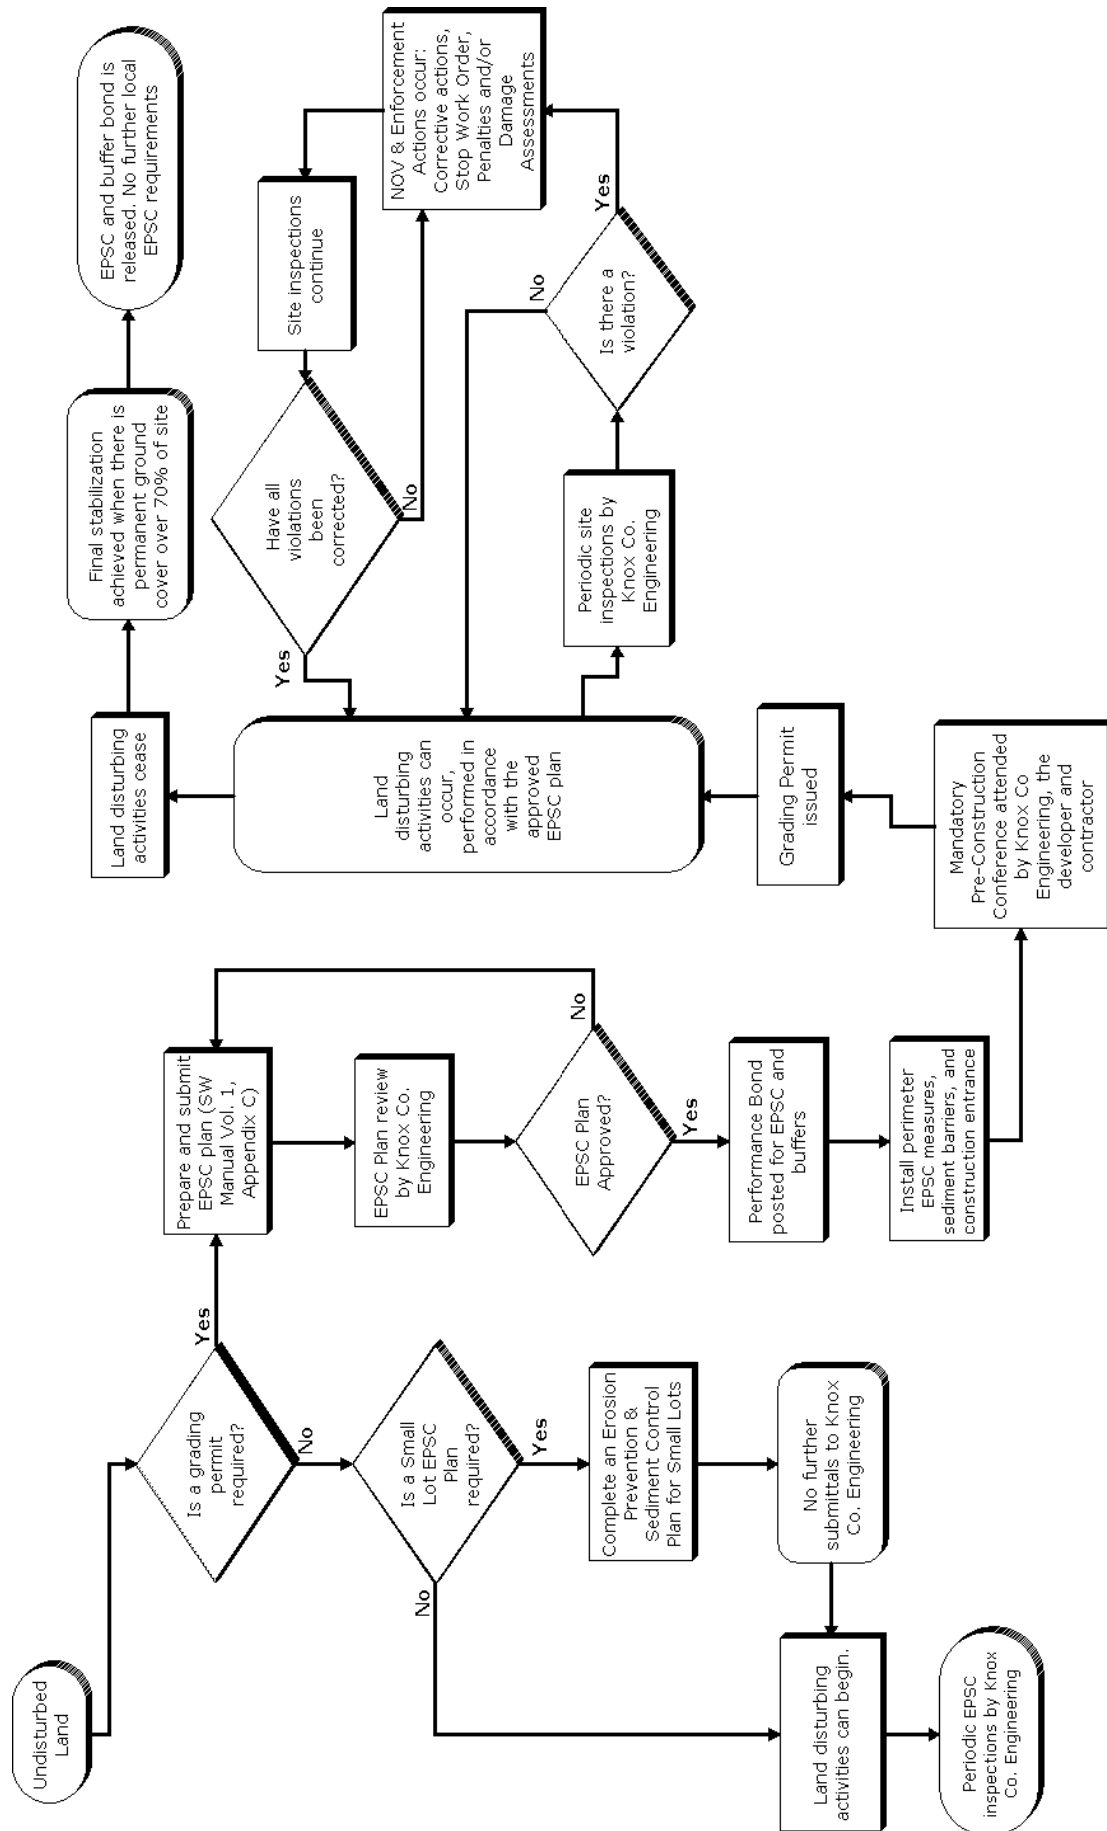 Undisturbed
Land
Is a grading
permit
required?
Yes
No
Prepare and submit
EPSC plan (SW
Manual Vol. 1,
Appendix C)
EPSC Plan review
by Knox Co.
Engineering
EPSC Plan
Approved?
No
Yes
Performance Bond
posted for EPSC and
buffers
Install perimeter
EPSC measures,
sediment barriers, and
construction entrance
Is a Small
Lot EPSC
Plan
required?
Yes
No
Complete an Erosion
Prevention &
Sediment Control
Plan for Small Lots
No further
submittals to Knox
Co. Engineering
Land disturbing
activities can begin.
Periodic EPSC
inspections by Knox
Co. Engineering
Mandatory
Pre-Construction
Conference attended
by Knox Co
Engineering, the
developer and
contractor
Grading Permit
issued
Land
disturbing
activities can
occur,
performed in
accordance
with the
approved
EPSC plan
Land disturbing
activities cease
Final stabilization
achieved when there is
permanent ground
cover over 70% of site
EPSC and buffer bond is
released. No further local
EPSC requirements
Periodic site
inspections by
Knox Co.
Engineering
Is there a
violation?
No
Yes
NOV & Enforcement
Actions occur:
Corrective actions,
Stop Work Order,
Penalties and/or
Damage
Assessments
Site inspections
continue
Have all
violations
been
corrected?
No
Yes